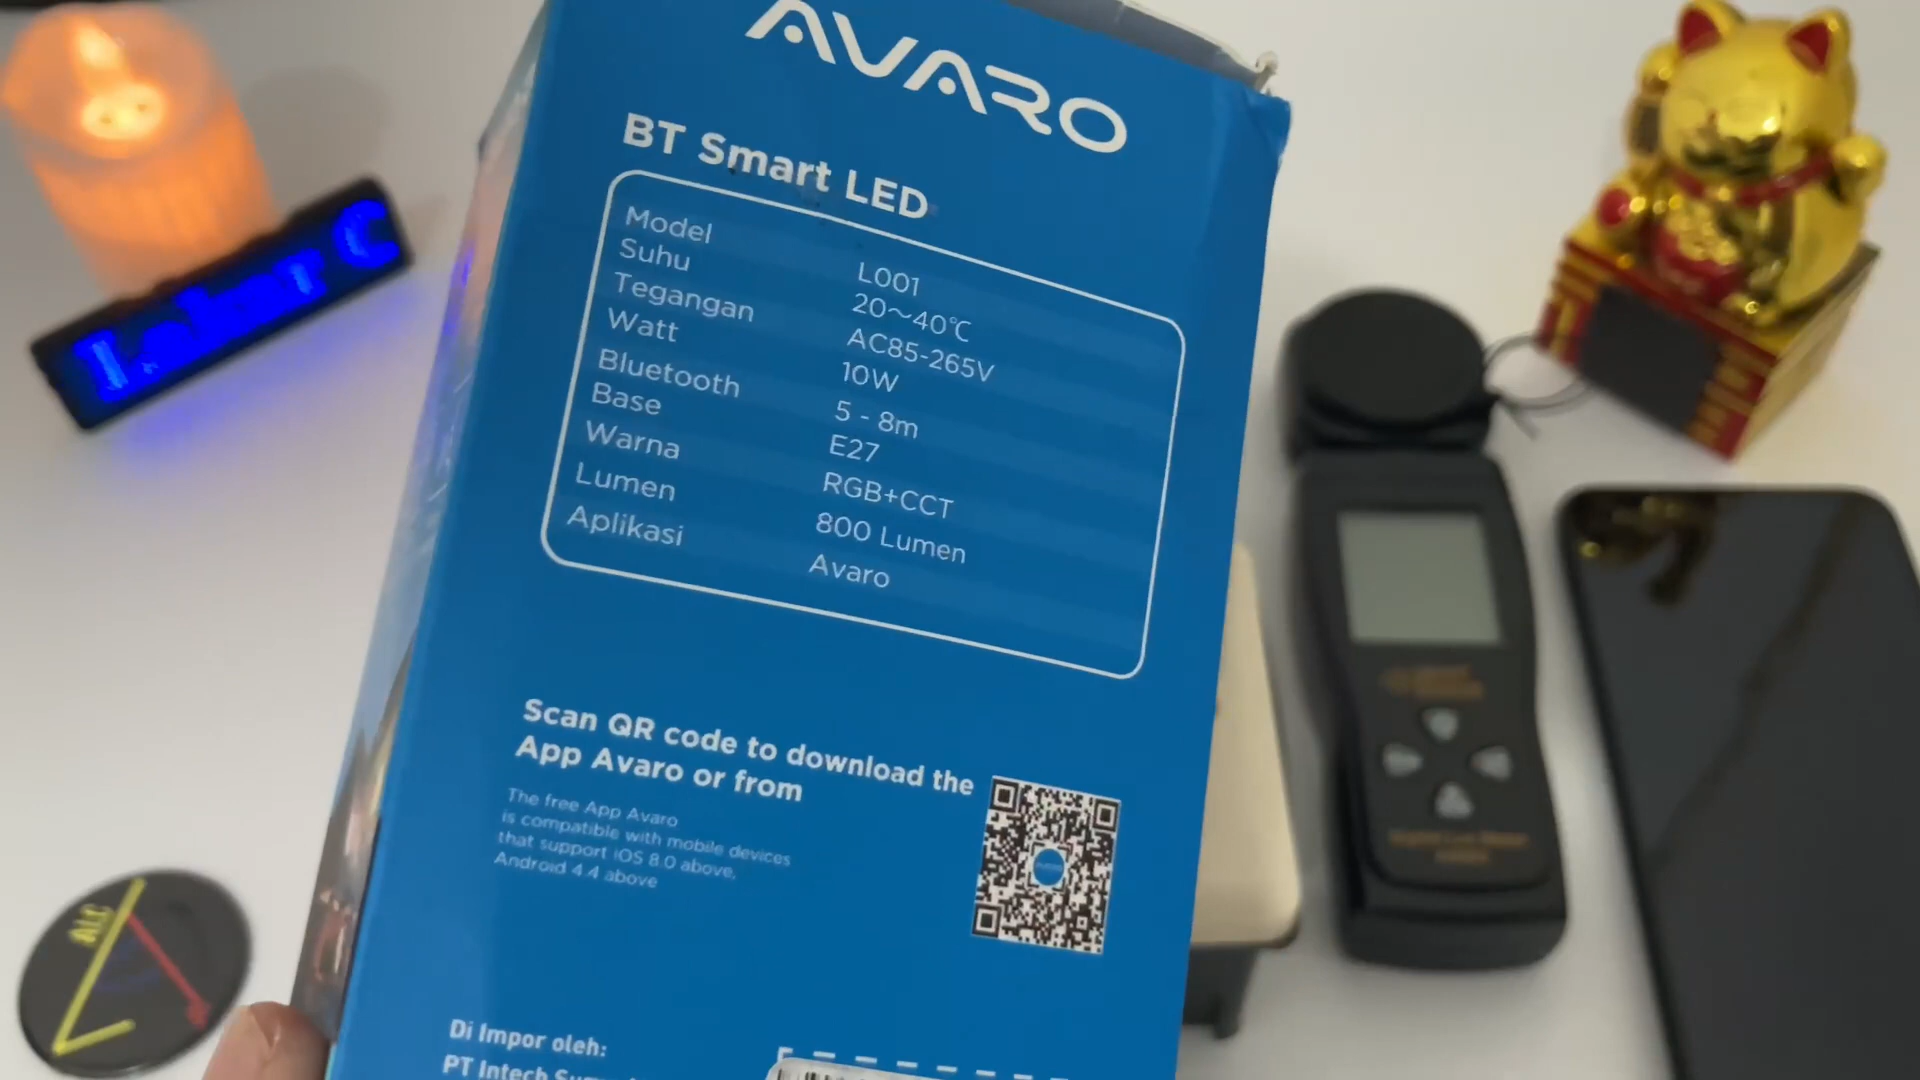 AVARO
BT Smart LED
Model L001
Suhu 20~40℃
Tegangan AC85-265V
Watt 10W
Bluetooth 5 - 8m
Base E27
Warna RGB+CCT
Lumen 800 Lumen
Aplikasi Avaro
Scan QR code to download the
App Avaro or from
The free App Avaro
is compatible with mobile devices
that support iOS 8.0 above,
Android 4.4 above
Di Impor oleh:
PT Intech
ALC